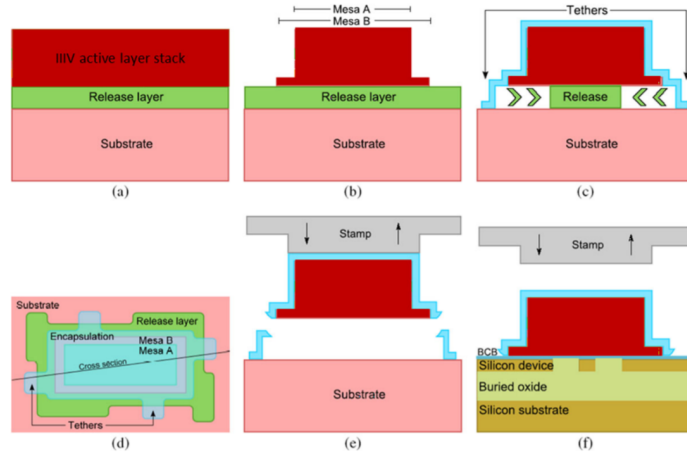 IIIV active layer stack
Release layer
Substrate
(a)
Mesa A
Mesa B
Release layer
Substrate
(b)
Tethers
Release
Substrate
(c)
Substrate
Release layer
Encapsulation
Mesa B
Mesa A
Cross section
Tethers
(d)
Stamp
Substrate
(e)
Stamp
BCB
Silicon device
Buried oxide
Silicon substrate
(f)